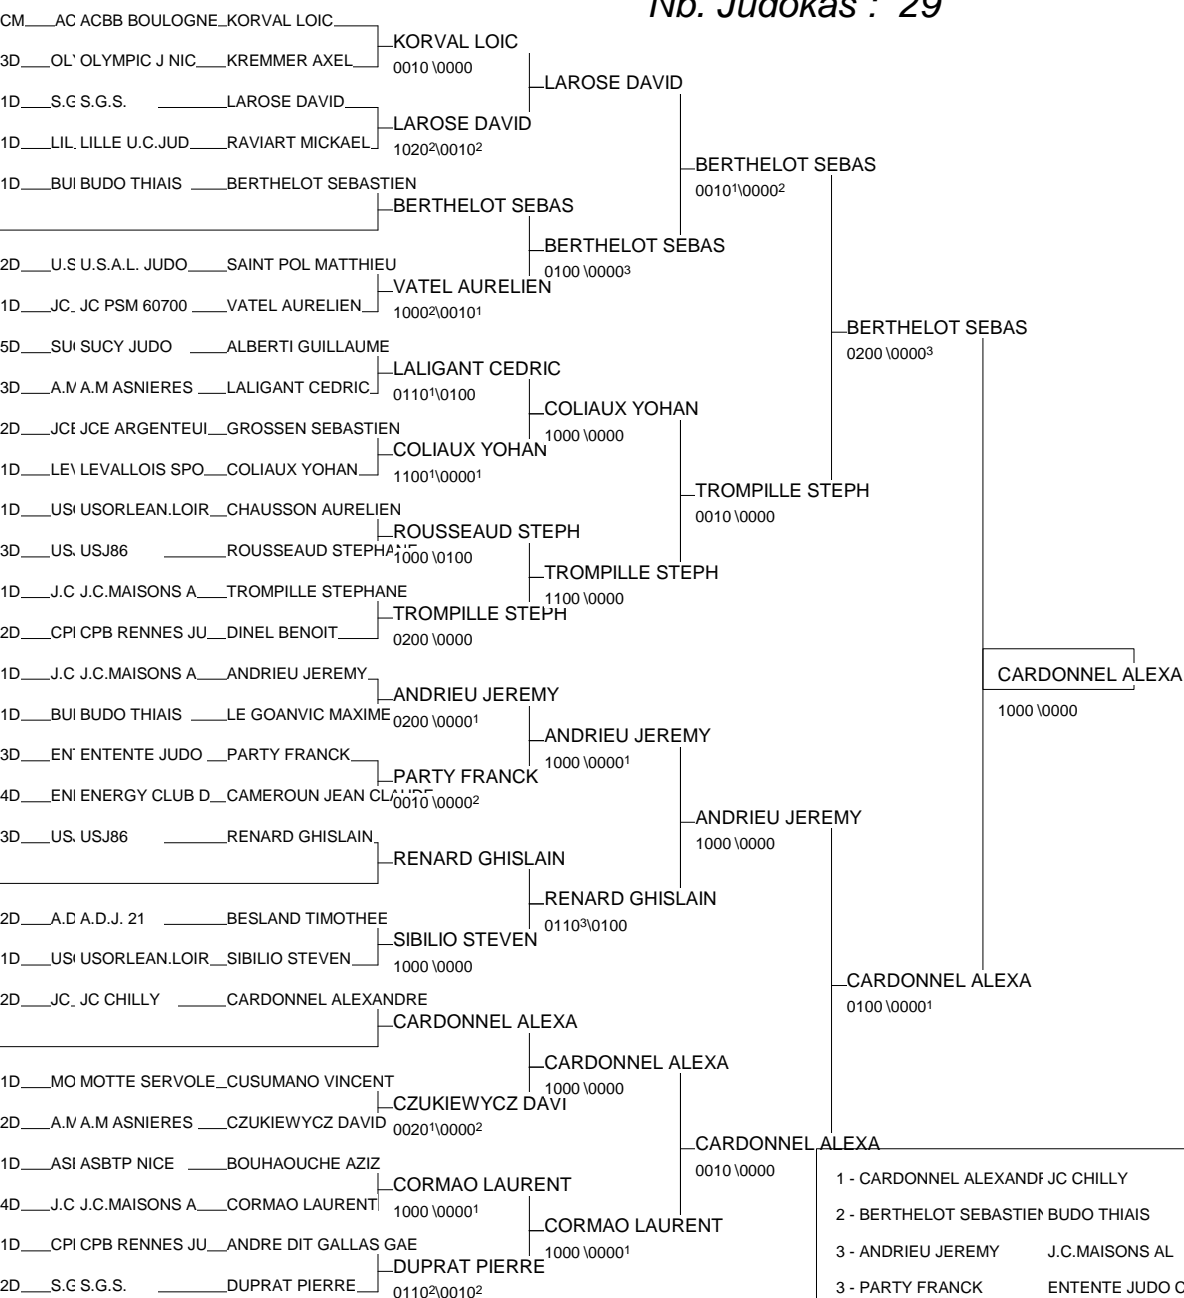 Nb. Judokas : 29
CM AC ACBB BOULOGNE KORVAL LOIC
KORVAL LOIC
3D OL' OLYMPIC J NIC KREMMER AXEL
0010 \0000
LAROSE DAVID
1D S.G S.G.S. LAROSE DAVID
LAROSE DAVID
1D LIL LILLE U.C.JUD RAVIART MICKAEL
1020²\0010²
BERTHELOT SEBAS
1D BUI BUDO THIAIS BERTHELOT SEBASTIEN
0010¹\0000²
BERTHELOT SEBAS
BERTHELOT SEBAS
2D U.S U.S.A.L. JUDO SAINT POL MATTHIEU
0100 \0000³
VATEL AURELIEN
1D JC JC PSM 60700 VATEL AURELIEN
1000²\0010¹
BERTHELOT SEBAS
5D SU( SUCY JUDO ALBERTI GUILLAUME
0200 \0000³
LALIGANT CEDRIC
3D A.M A.M ASNIERES LALIGANT CEDRIC
0110¹\0100
COLIAUX YOHAN
2D JCE JCE ARGENTEUI GROSSEN SEBASTIEN
1000 \0000
COLIAUX YOHAN
1D LE\ LEVALLOIS SPO COLIAUX YOHAN
1100¹\0000¹
TROMPILLE STEPH
1D US( USORLEAN.LOIR CHAUSSON AURELIEN
0010 \0000
ROUSSEAUD STEPH
3D US. USJ86 ROUSSEAUD STEPHANE
1000 \0100
TROMPILLE STEPH
1D J.C J.C.MAISONS A TROMPILLE STEPHANE
1100 \0000
TROMPILLE STEPH
2D CPI CPB RENNES JU DINEL BENOIT
0200 \0000
1D J.C J.C.MAISONS A ANDRIEU JEREMY
CARDONNEL ALEXA
ANDRIEU JEREMY
1000 \0000
1D BUI BUDO THIAIS LE GOANVIC MAXIME
0200 \0000¹
ANDRIEU JEREMY
3D EN' ENTENTE JUDO PARTY FRANCK
1000 \0000¹
PARTY FRANCK
4D ENI ENERGY CLUB D CAMEROUN JEAN CLAUDE
0010 \0000²
ANDRIEU JEREMY
3D US. USJ86 RENARD GHISLAIN
1000 \0000
RENARD GHISLAIN
RENARD GHISLAIN
2D A.D A.D.J. 21 BESLAND TIMOTHEE
0110³\0100
SIBILIO STEVEN
1D US( USORLEAN.LOIR SIBILIO STEVEN
1000 \0000
CARDONNEL ALEXA
2D JC JC CHILLY CARDONNEL ALEXANDRE
0100 \0000¹
CARDONNEL ALEXA
CARDONNEL ALEXA
1D MO MOTTE SERVOLE CUSUMANO VINCENT
1000 \0000
CZUKIEWYCZ DAVI
2D A.M A.M ASNIERES CZUKIEWYCZ DAVID
0020¹\0000²
CARDONNEL ALEXA
1D ASI ASBTP NICE BOUHAOUCHE AZIZ
0010 \0000
1 - CARDONNEL ALEXANDR JC CHILLY
CORMAO LAURENT
4D J.C J.C.MAISONS A CORMAO LAURENT
1000 \0000¹
2 - BERTHELOT SEBASTIEN BUDO THIAIS
CORMAO LAURENT
1D CPI CPB RENNES JU ANDRE DIT GALLAS GAE
1000 \0000¹
3 - ANDRIEU JEREMY J.C.MAISONS AL
DUPRAT PIERRE
2D S.G S.G.S. DUPRAT PIERRE
0110²\0010²
3 - PARTY FRANCK ENTENTE JUDO C